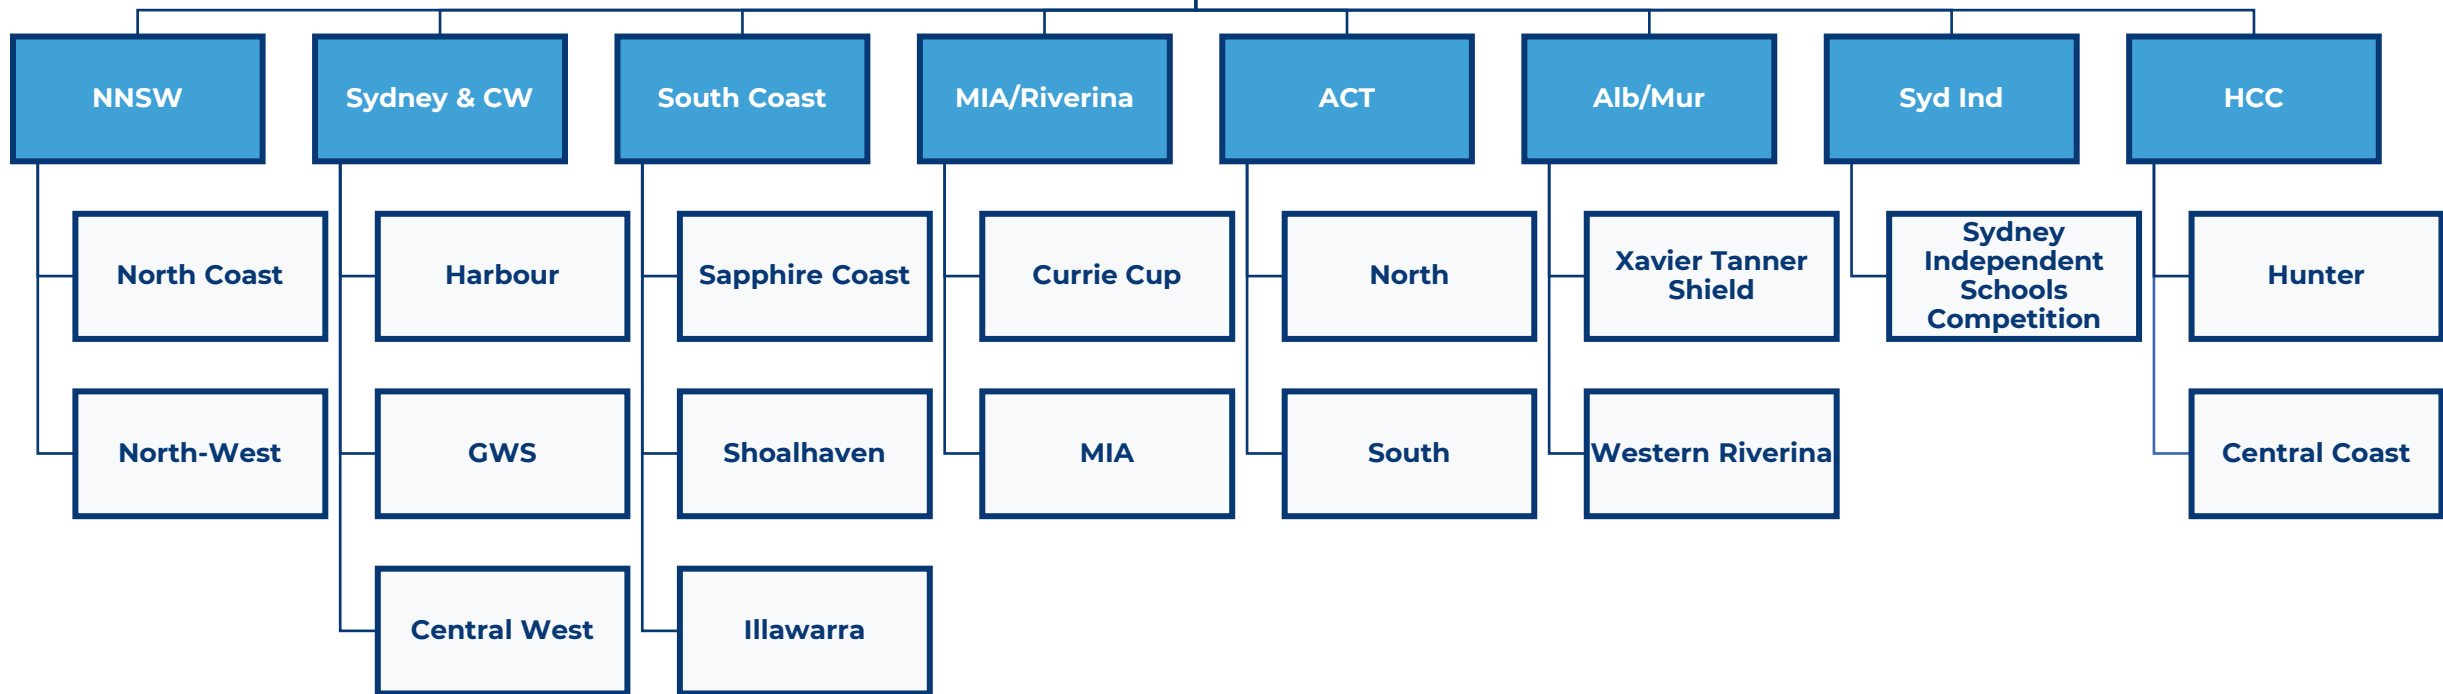 NNSW
Sydney & CW
South Coast
MIA/Riverina
ACT
Alb/Mur
Syd Ind
HCC
North Coast
Harbour
Sapphire Coast
Currie Cup
North
Xavier Tanner
Shield
Sydney
Independent
Schools
Competition
Hunter
North-West
GWS
Shoalhaven
MIA
South
Western Riverina
Central Coast
Central West
Illawarra